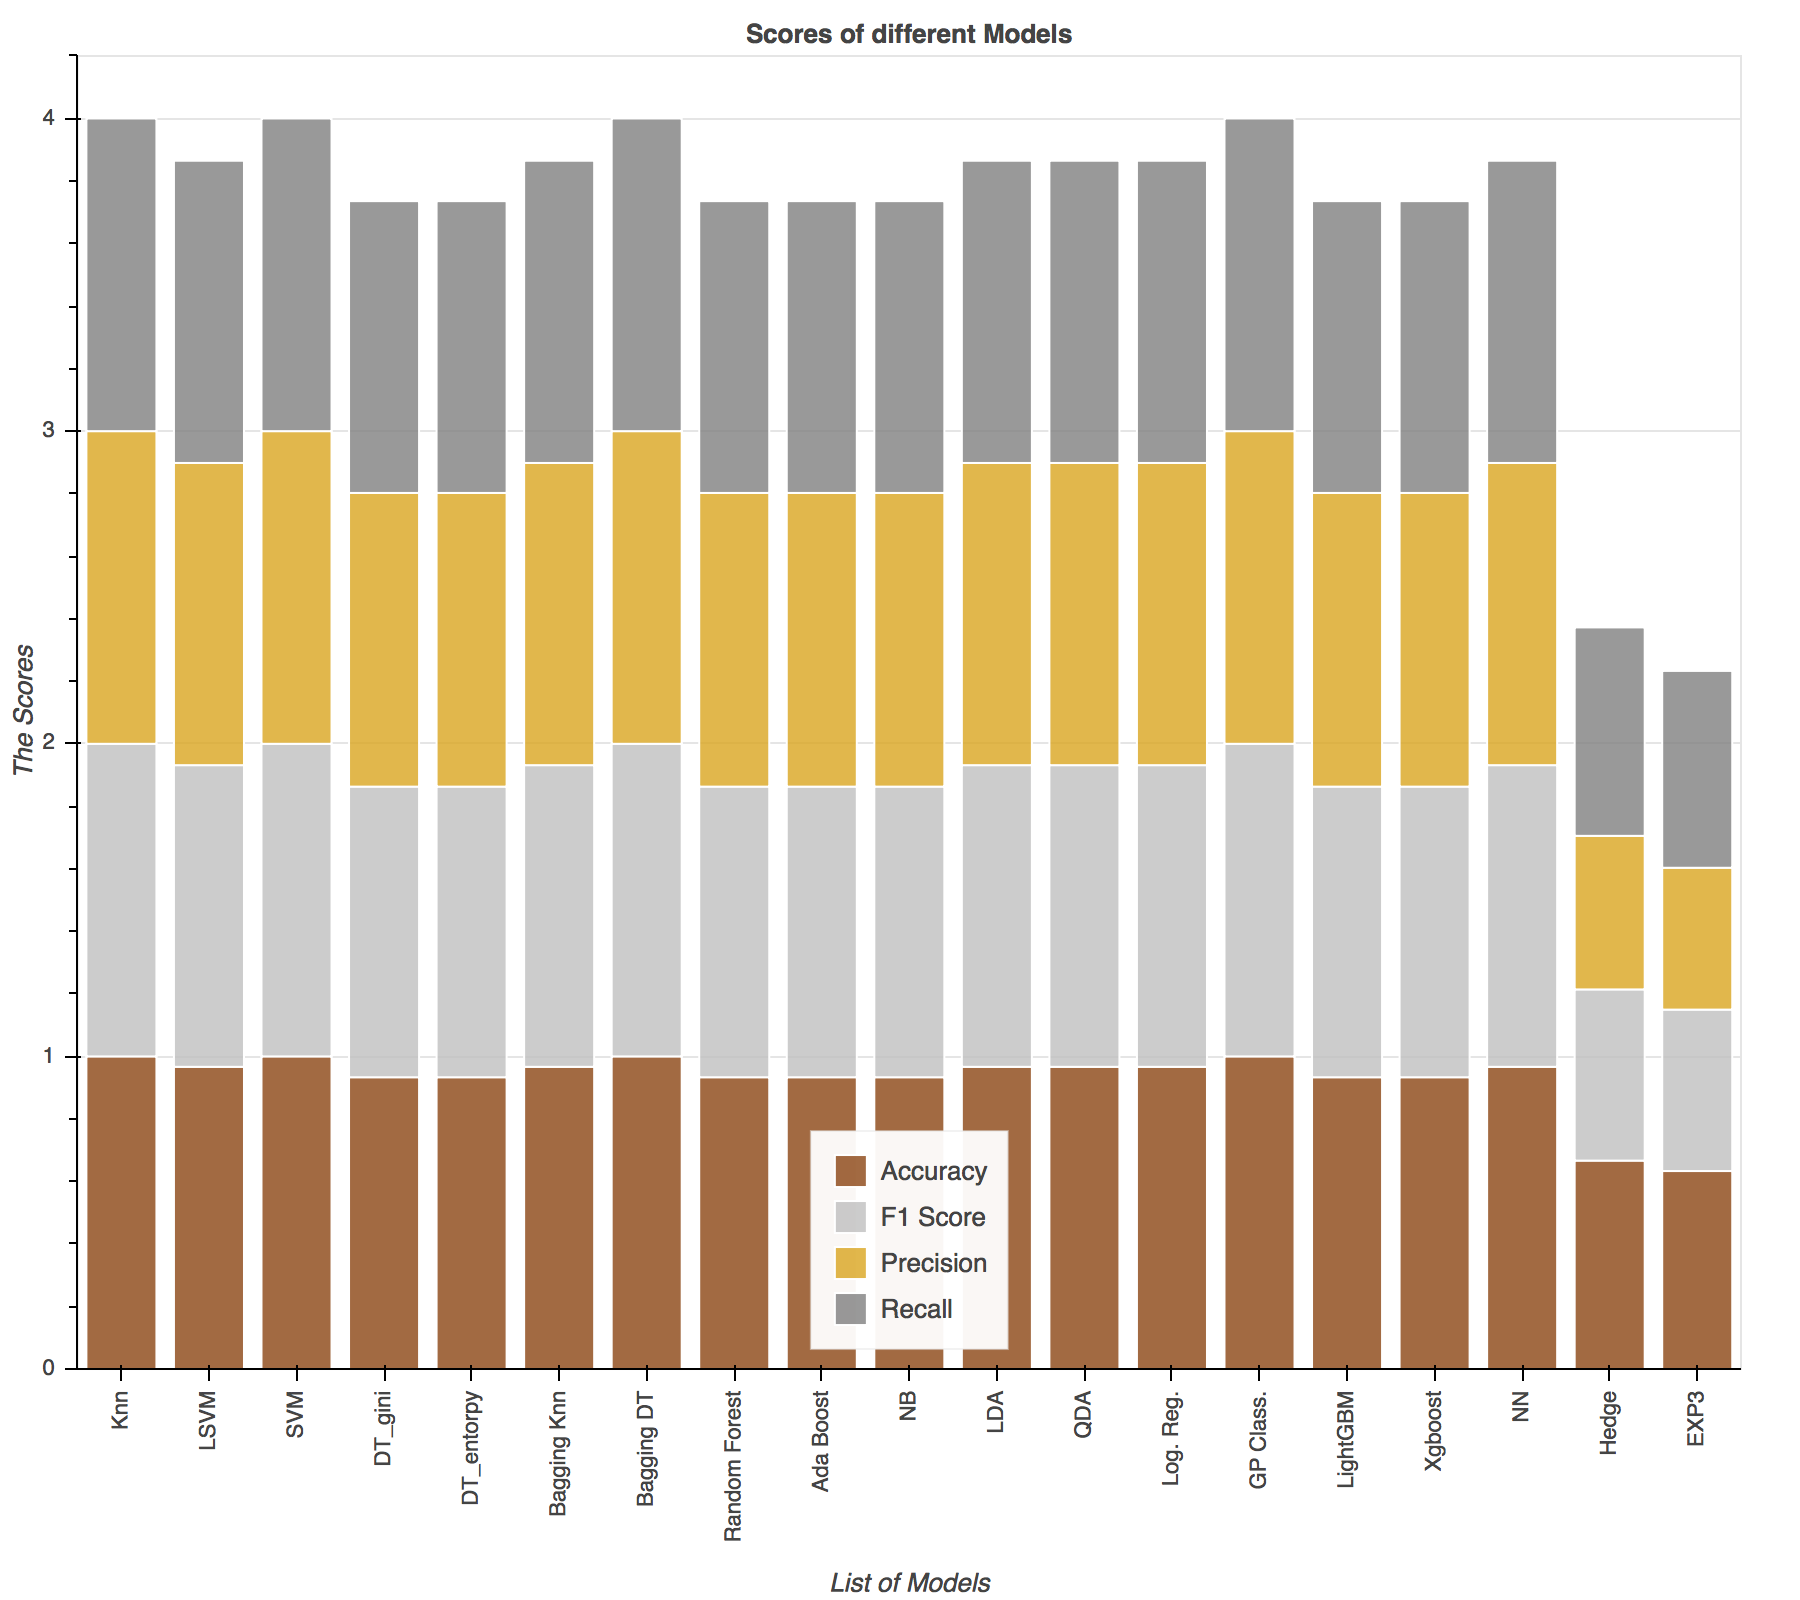 Scores of different Models
The Scores
4
3
2
1
0
Accuracy
F1 Score
Precision
Recall
Knn
LSVM
SVM
DT_gini
DT_entorpy
Bagging Knn
Bagging DT
Random Forest
Ada Boost
NB
LDA
QDA
Log. Reg.
GP Class.
LightGBM
Xgboost
NN
Hedge
EXP3
List of Models